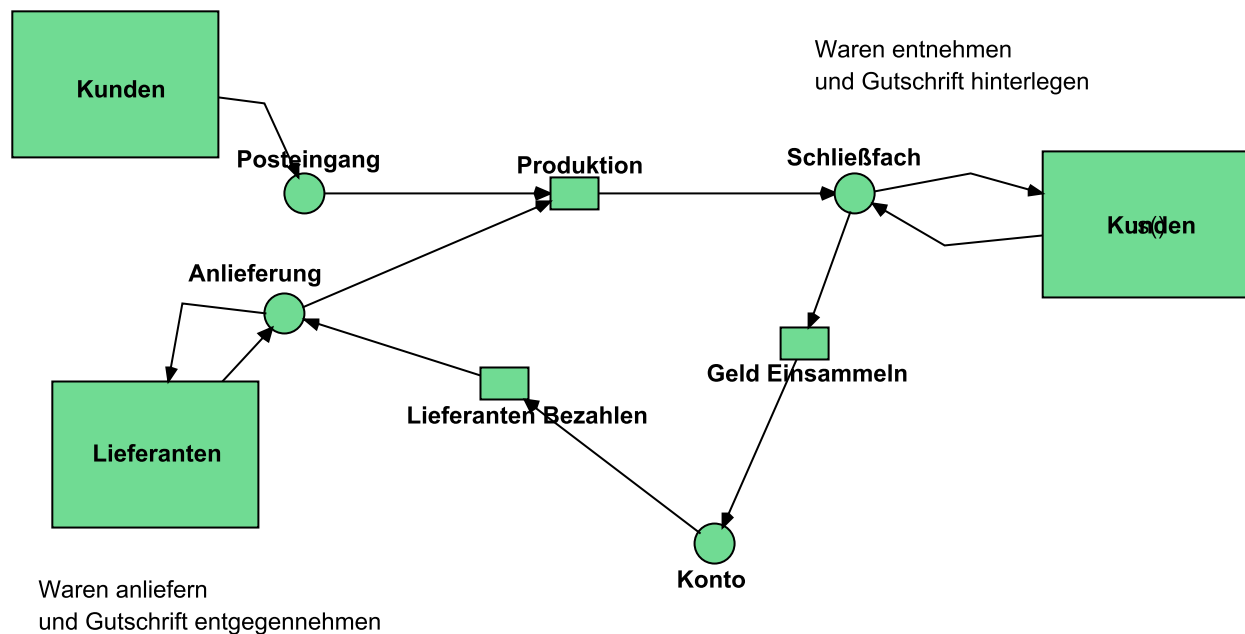 Kunden
Waren entnehmen
und Gutschrift hinterlegen
Posteingang
Produktion
Schließfach
Kunden
s()
Anlieferung
Geld Einsammeln
Lieferanten Bezahlen
Lieferanten
Konto
Waren anliefern
und Gutschrift entgegennehmen